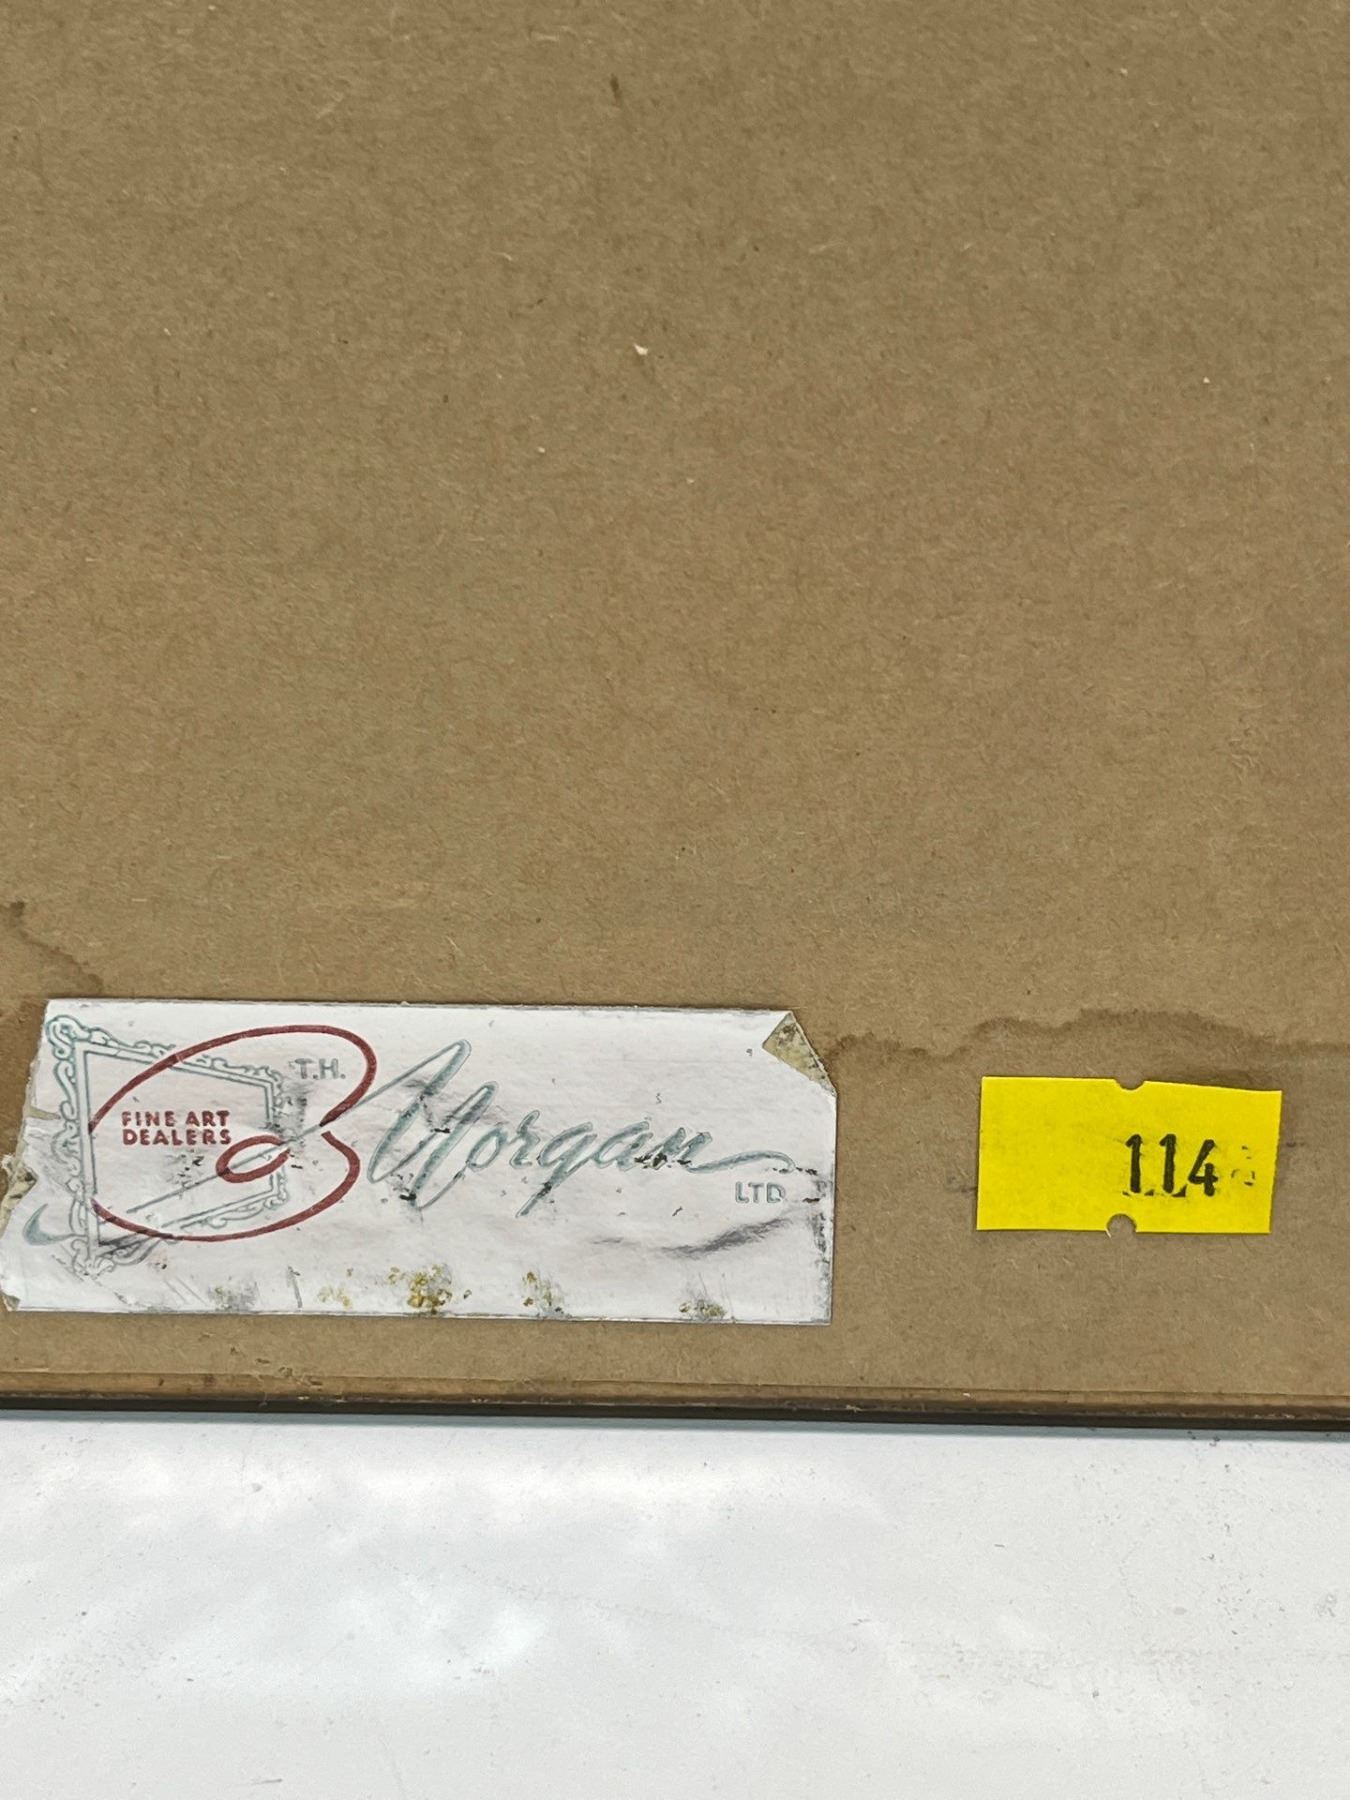 T.H. Morgan
FINE ART
DEALERS
LTD
114